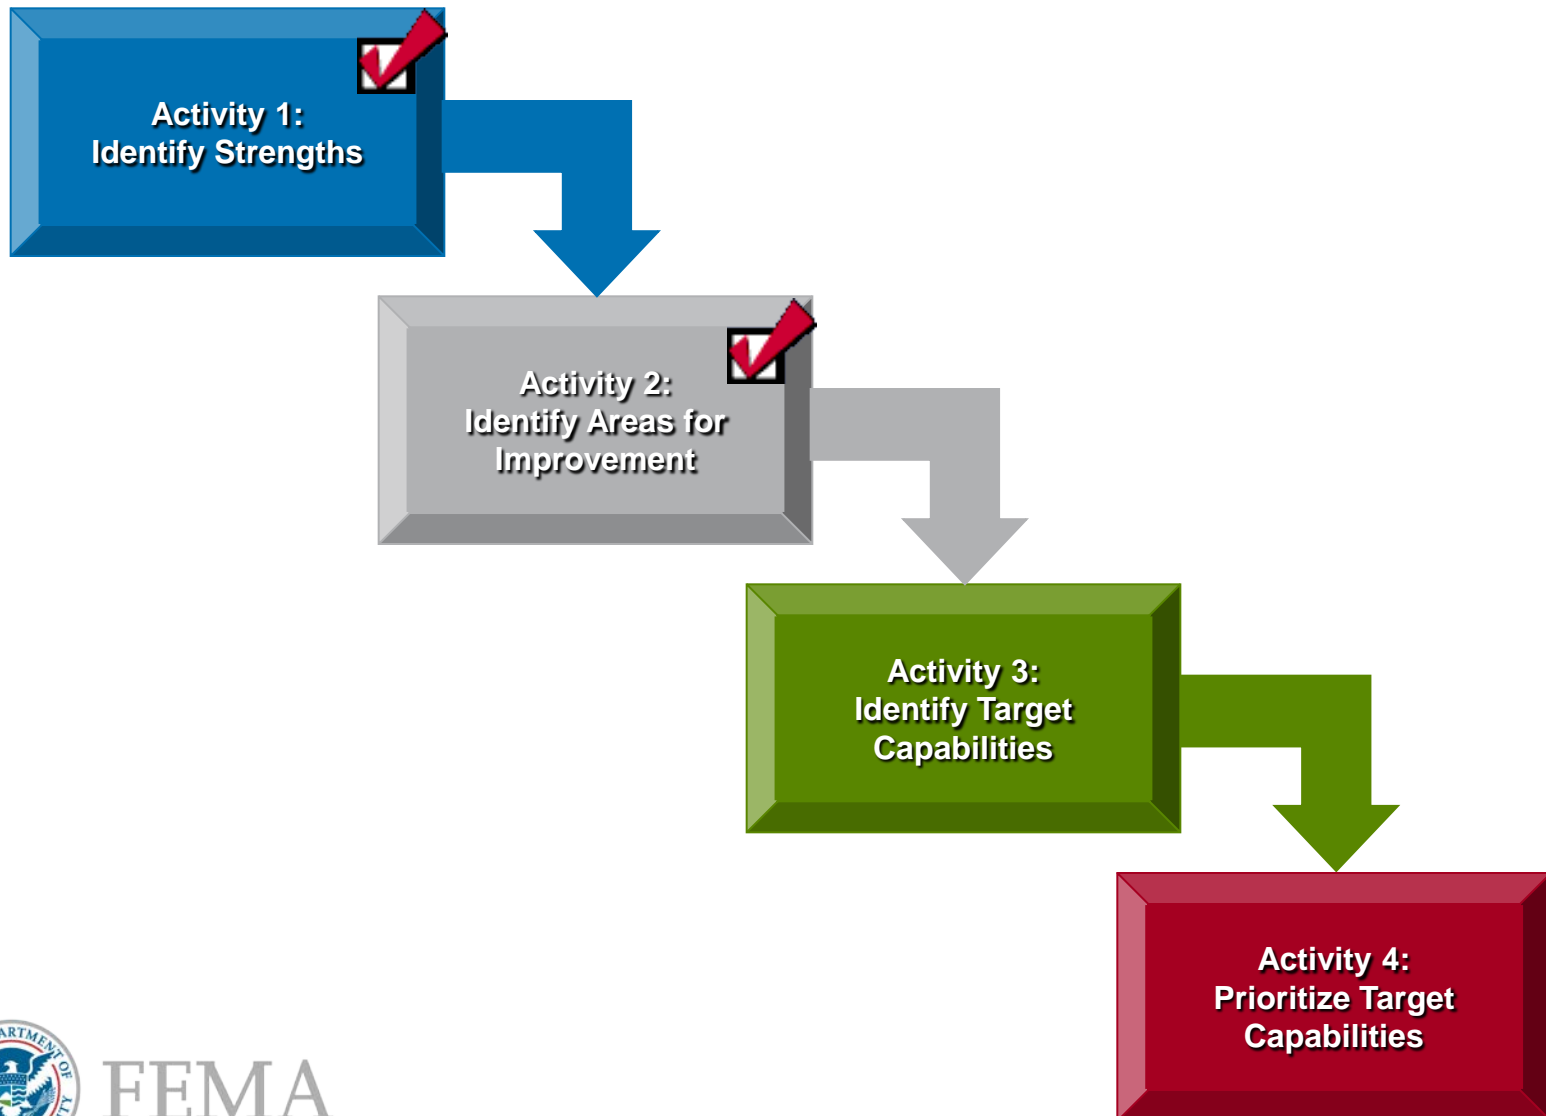 Activity 1:
Identify Strengths
Activity 2:
Identify Areas for
Improvement
Activity 3:
Identify Target
Capabilities
Activity 4:
Prioritize Target
Capabilities
FEMA